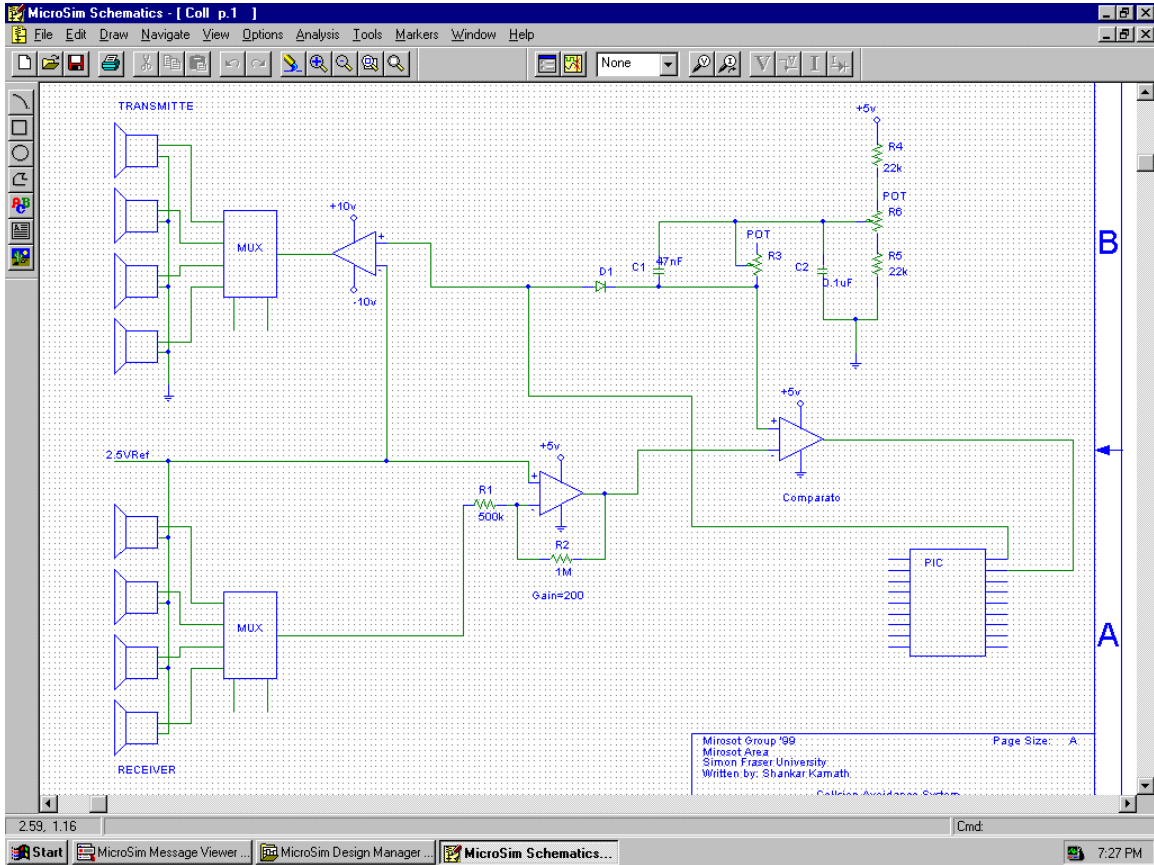 MicroSim Schematics - [ Coll p.1 ]
File Edit Draw Navigate View Options Analysis Tools Markers Window Help
None
V I
ABC
TRANSMITTE
+5v
R4
22k
POT
R6
+10v
MUX
+
-
-10v
POT
R3
C1 47nF
D1
C2
0.1uF
R5
22k
B
+5v
+
-
Comparato
2.5VRef
+5v
R1
500k
+
-
R2
1M
Gain=200
PIC
MUX
A
RECEIVER
Mirosot Group '99 Page Size: A
Mirosot Area
Simon Fraser University
Written by: Shankar Kamath
Collsion Avoidance System
2.59, 1.16 Cmd:
Start MicroSim Message Viewer ... MicroSim Design Manager ... MicroSim Schematics... 7:27 PM